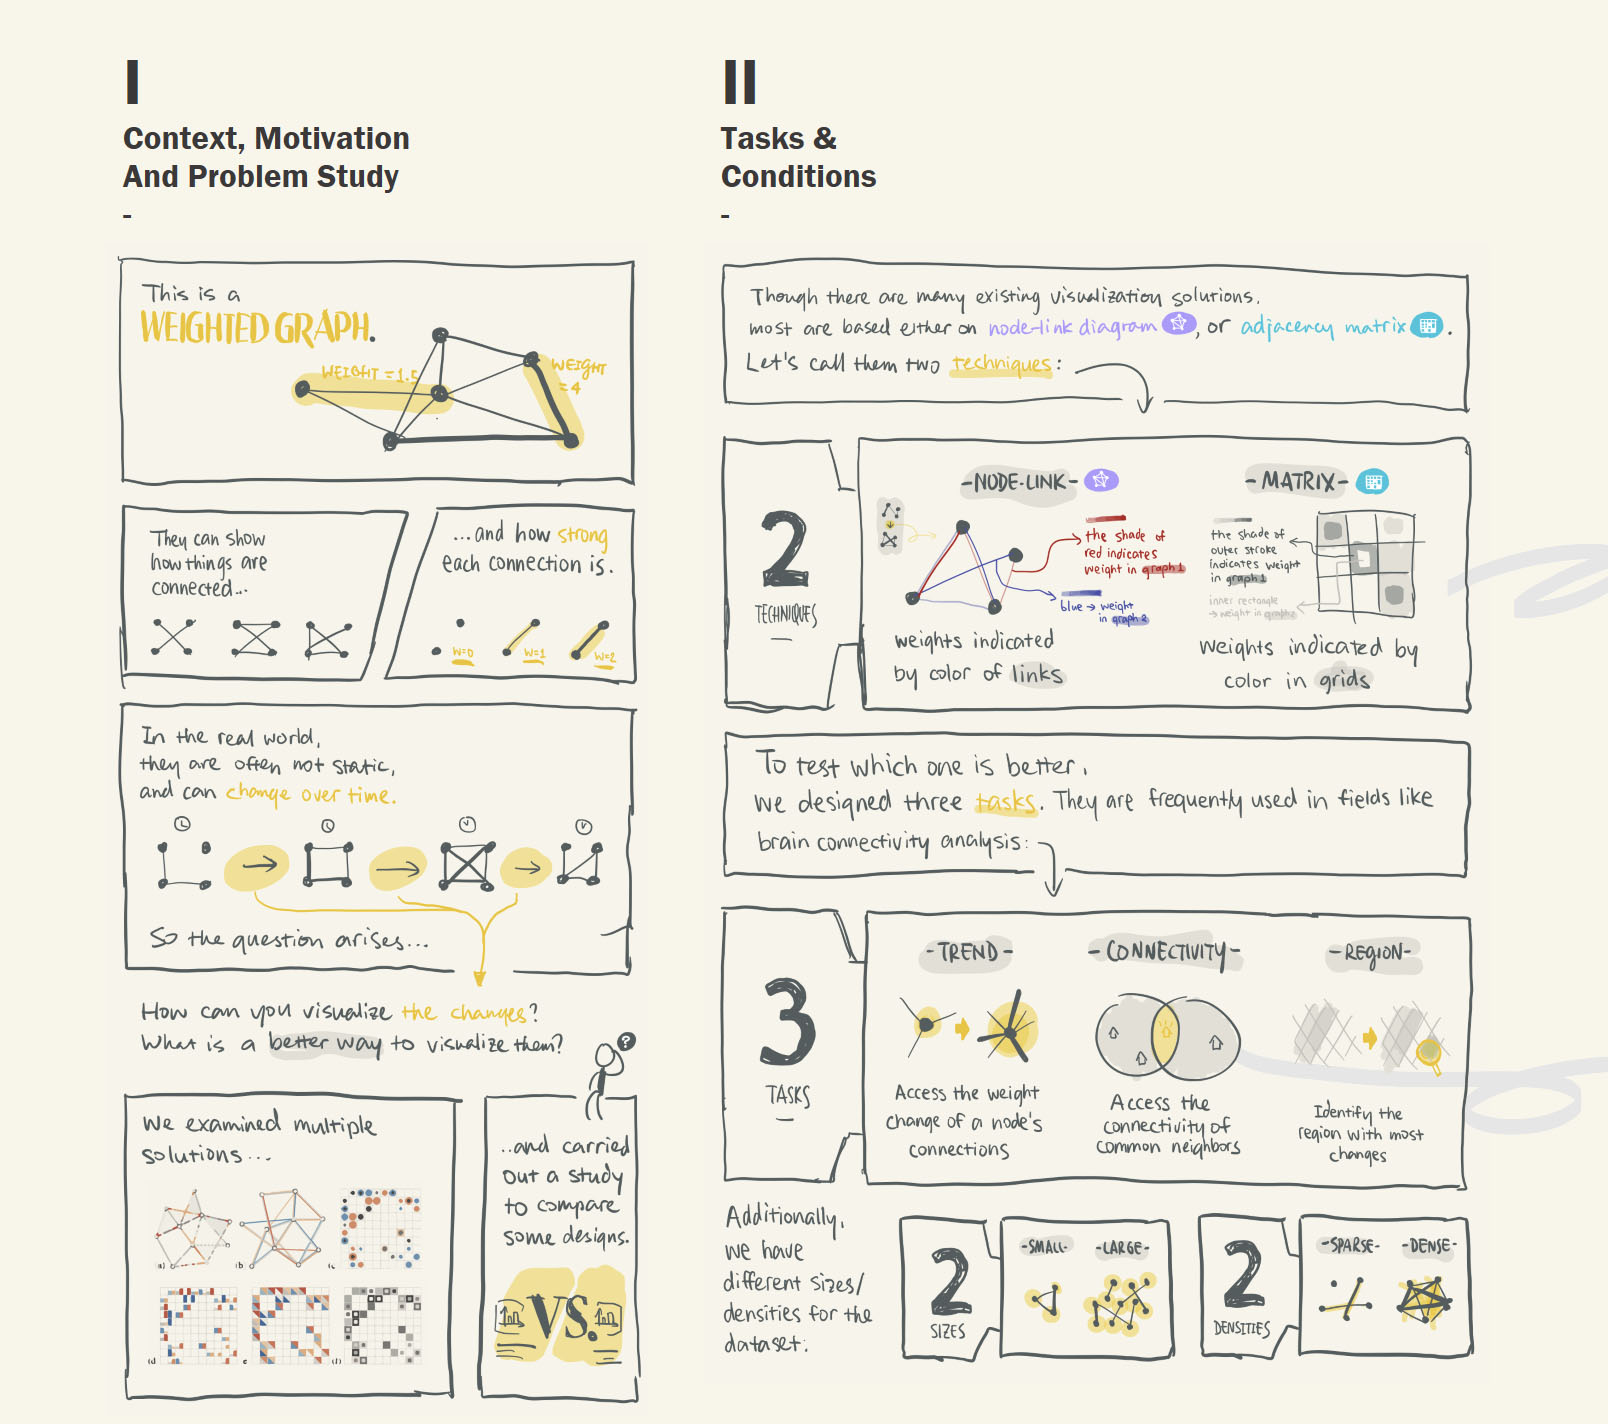 I
Context, Motivation
And Problem Study
-
This is a
WEIGHTED GRAPH.
WEIGHT = 1.5
WEIGHT
= 4
They can show
how things are
connected...
...and how strong
each connection is.
W=0
W=1
W=2
In the real world,
they are often not static,
and can change over time.
So the question arises...
How can you visualize the changes?
What is a better way to visualize them?
?
We examined multiple
solutions...
a)
(b
(c
(d
e
(f)
..and carried
out a study
to compare
some designs.
VS.
II
Tasks &
Conditions
-
Though there are many existing visualization solutions,
most are based either on node-link diagram, or adjacency matrix.
Let's call them two techniques:
2
TECHNIQUES
-NODE-LINK-
the shade of
red indicates
weight in graph 1
blue → weight
in graph 2
weights indicated
by color of links
-MATRIX-
the shade of
outer stroke
indicates weight
in graph 1
inner rectangle
→ weight in graph 2
Weights indicated by
color in grids
To test which one is better,
we designed three tasks. They are frequently used in fields like
brain connectivity analysis:
3
TASKS
-TREND-
Access the weight
change of a node's
connections
-CONNECTIVITY-
Access the
connectivity of
common neighbors
-REGION-
Identify the
region with most
changes
Additionally,
we have
different sizes/
densities for the
dataset:
2
SIZES
-SMALL-
-LARGE-
2
DENSITIES
-SPARSE-
-DENSE-